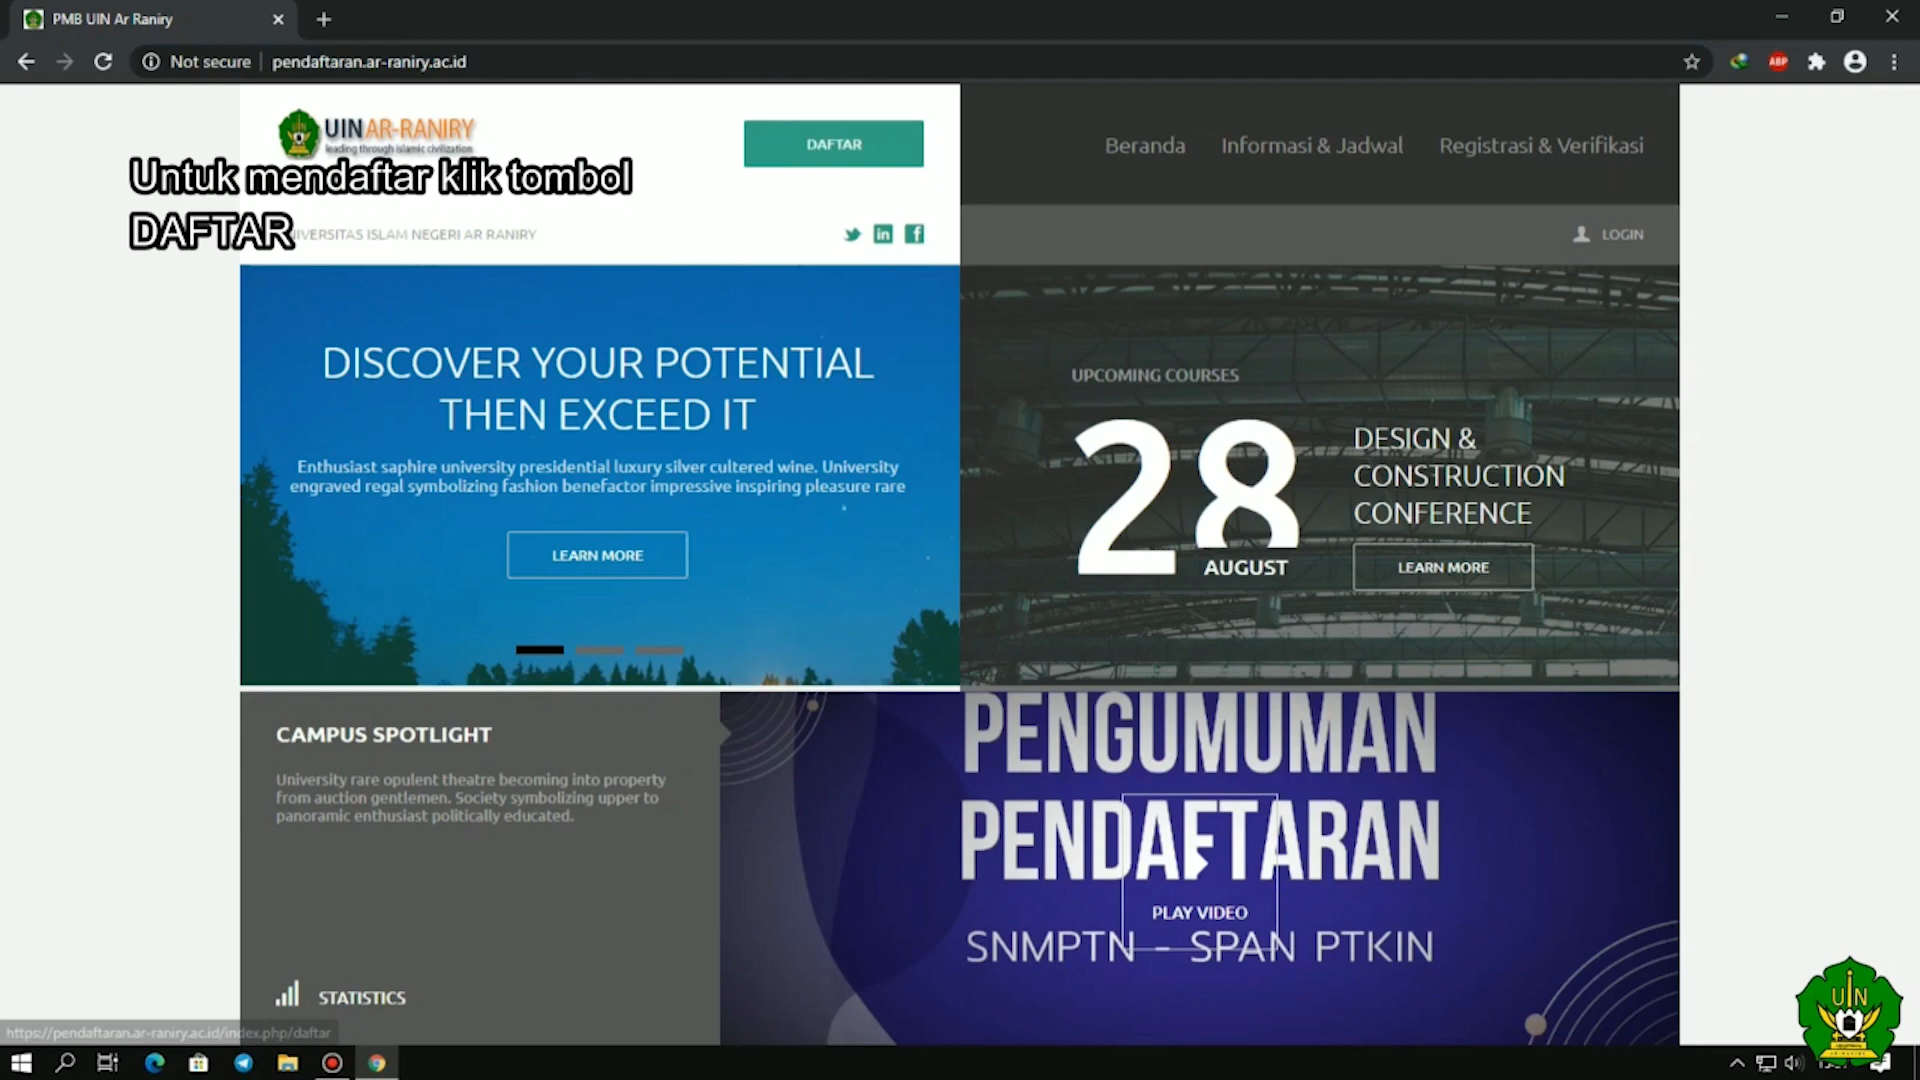 PMB UIN Ar Raniry
Not secure
pendaftaran.ar-raniry.ac.id
ABP
UIN AR-RANIRY
leading through islamic civilization
DAFTAR
Beranda
Informasi & Jadwal
Registrasi & Verifikasi
Untuk mendaftar klik tombol
DAFTAR
IVERSITAS ISLAM NEGERI AR RANIRY
LOGIN
DISCOVER YOUR POTENTIAL
THEN EXCEED IT
Enthusiast saphire university presidential luxury silver cultered wine. University
engraved regal symbolizing fashion benefactor impressive inspiring pleasure rare
LEARN MORE
UPCOMING COURSES
28
AUGUST
DESIGN &
CONSTRUCTION
CONFERENCE
LEARN MORE
CAMPUS SPOTLIGHT
University rare opulent theatre becoming into property
from auction gentlemen. Society symbolizing upper to
panoramic enthusiast politically educated.
STATISTICS
PENGUMUMAN
PENDAFTARAN
PLAY VIDEO
SNMPTN - SPAN PTKIN
UIN
https://pendaftaran.ar-raniry.ac.id/index.php/daftar